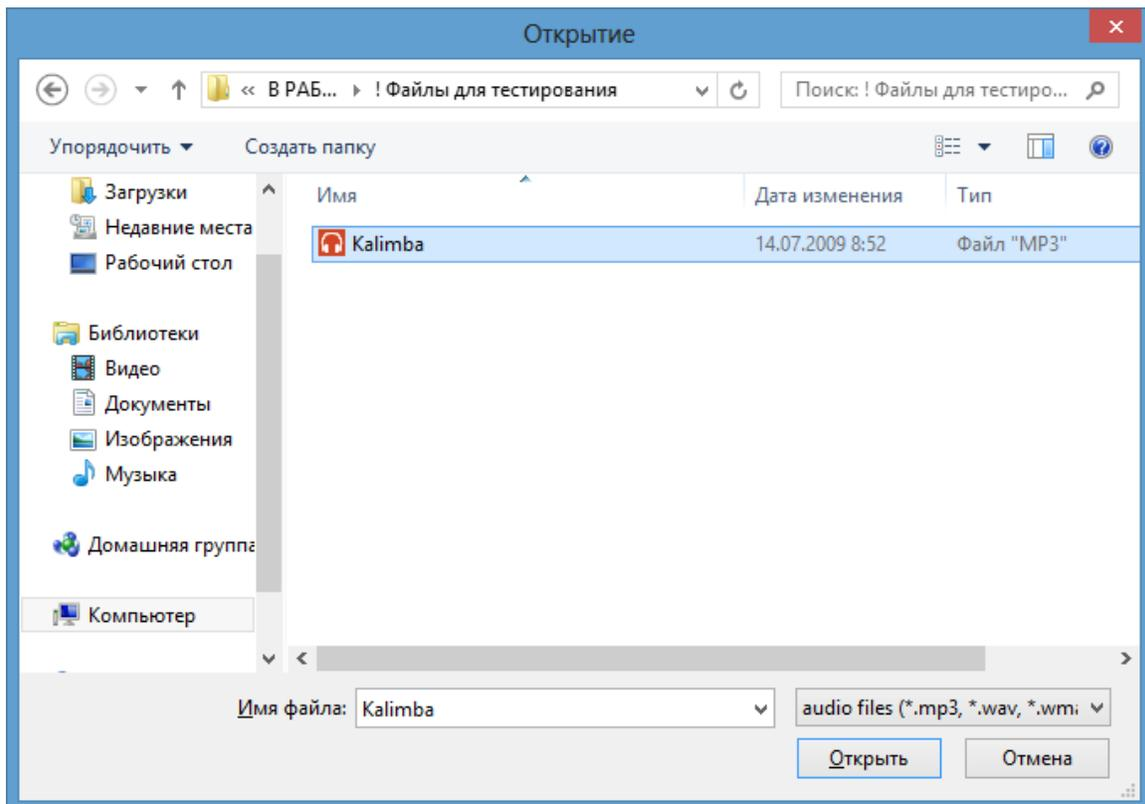 Открытие
« В РАБ... ! Файлы для тестирования
Поиск: ! Файлы для тестиро...
Упорядочить Создать папку
Загрузки
Недавние места
Рабочий стол
Библиотеки
Видео
Документы
Изображения
Музыка
Домашняя группа
Компьютер
Имя Дата изменения Тип
Kalimba 14.07.2009 8:52 Файл "MP3"
Имя файла: Kalimba
audio files (*.mp3, *.wav, *.wma
Открыть Отмена